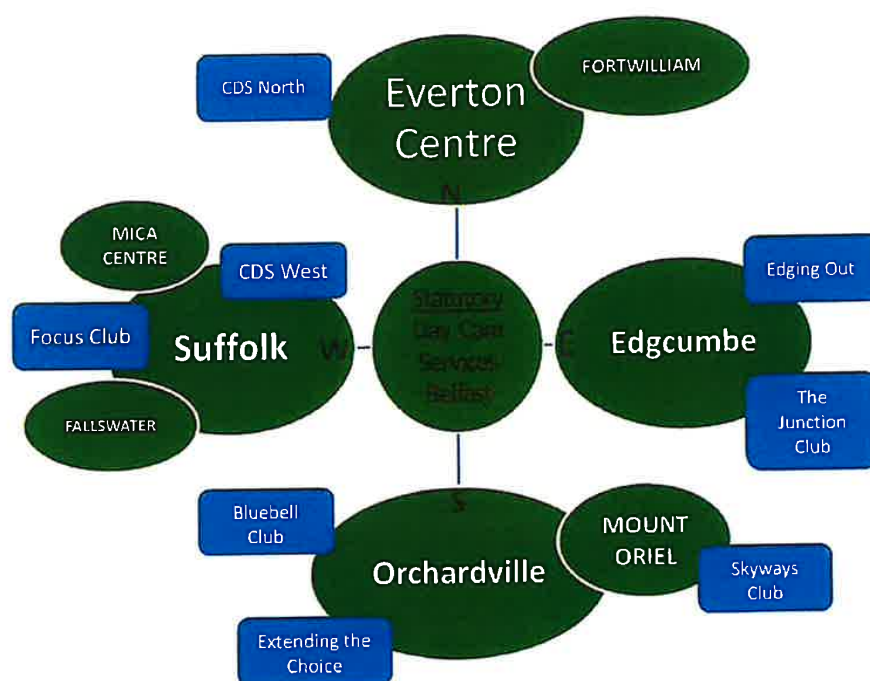 CDS North
Everton
Centre
FORTWILLIAM
N
MICA
CENTRE
CDS West
Focus Club
Suffolk
FALLSWATER
W
Statutory
Day Care
Services
Belfast
E
Edging Out
Edgcumbe
The
Junction
Club
S
Bluebell
Club
Orchardville
MOUNT
ORIEL
Skyways
Club
Extending the
Choice